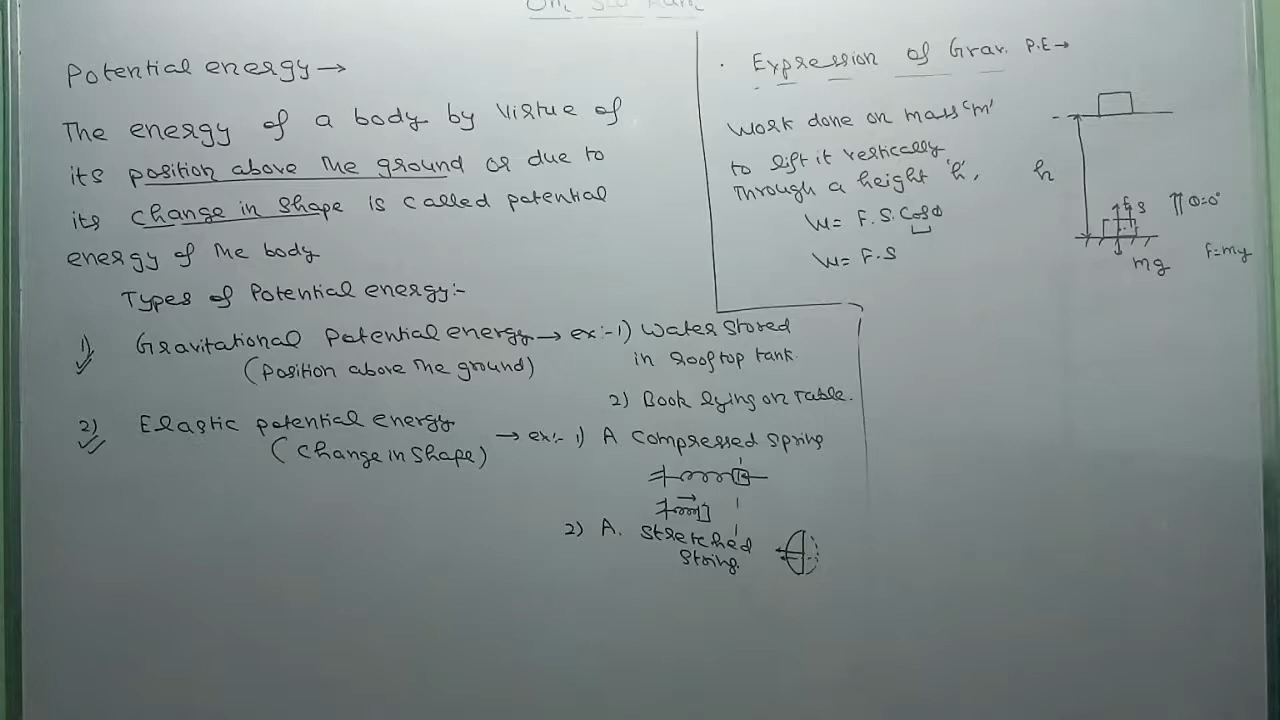 Potential energy →
The energy of a body by virtue of
its position above the ground or due to
its change in shape is called potential
energy of the body
Types of Potential energy:-
1) Gravitational Potential energy → ex:- 1) Water stored
(Position above the ground)
in rooftop tank.
2) Book lying on Table.
2) Elastic potential energy
(Change in shape)
→ ex:- 1) A compressed spring
2) A. stretched
string.
Expression of Grav. P.E →
Work done on mass 'm'
to lift it vertically
Through a height 'h'.
W = F.S.Cosθ
W = F.S
h
F S
⇈ θ=0°
mg
F=mg